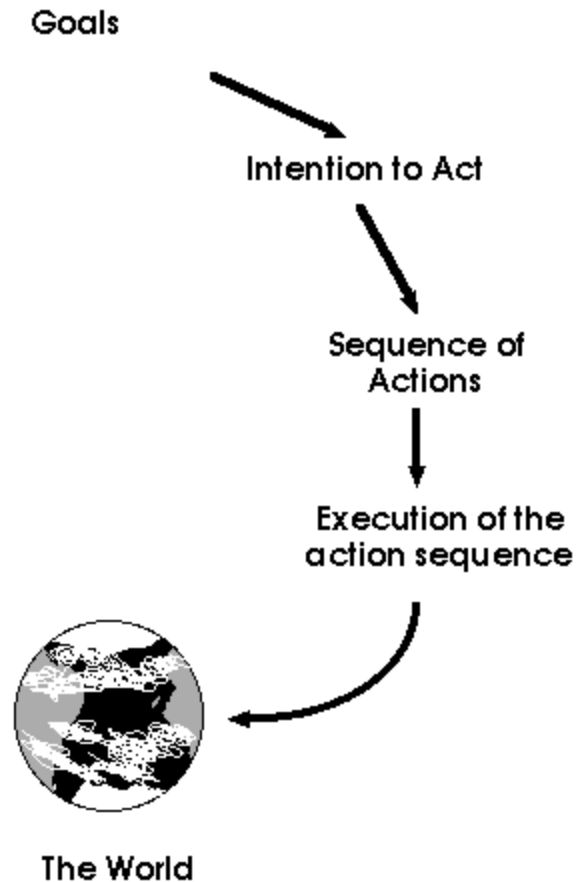 Goals
Intention to Act
Sequence of
Actions
Execution of the
action sequence
The World